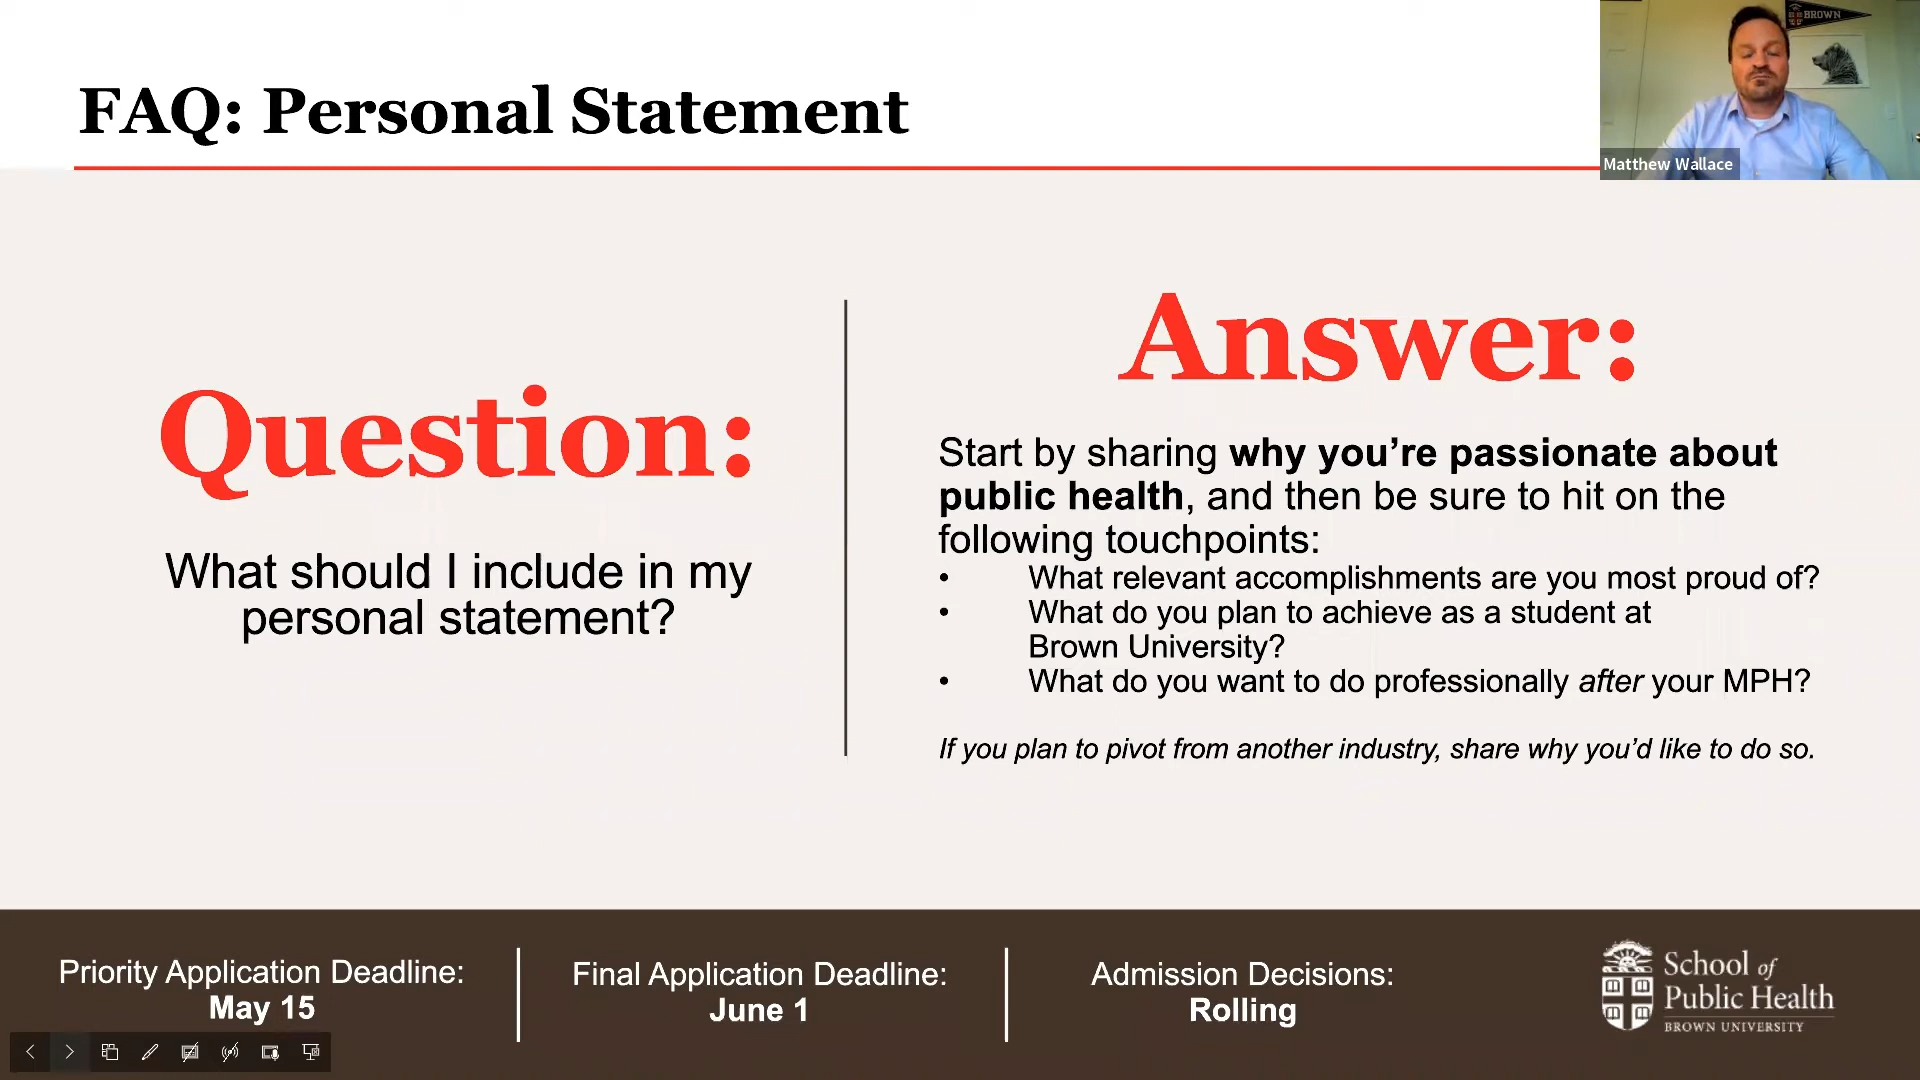 FAQ: Personal Statement
BROWN
Matthew Wallace
Question:
What should I include in my
personal statement?
Answer:
Start by sharing why you’re passionate about
public health, and then be sure to hit on the
following touchpoints:
• What relevant accomplishments are you most proud of?
• What do you plan to achieve as a student at
Brown University?
• What do you want to do professionally after your MPH?
If you plan to pivot from another industry, share why you’d like to do so.
Priority Application Deadline:
May 15
Final Application Deadline:
June 1
Admission Decisions:
Rolling
School of
Public Health
BROWN UNIVERSITY